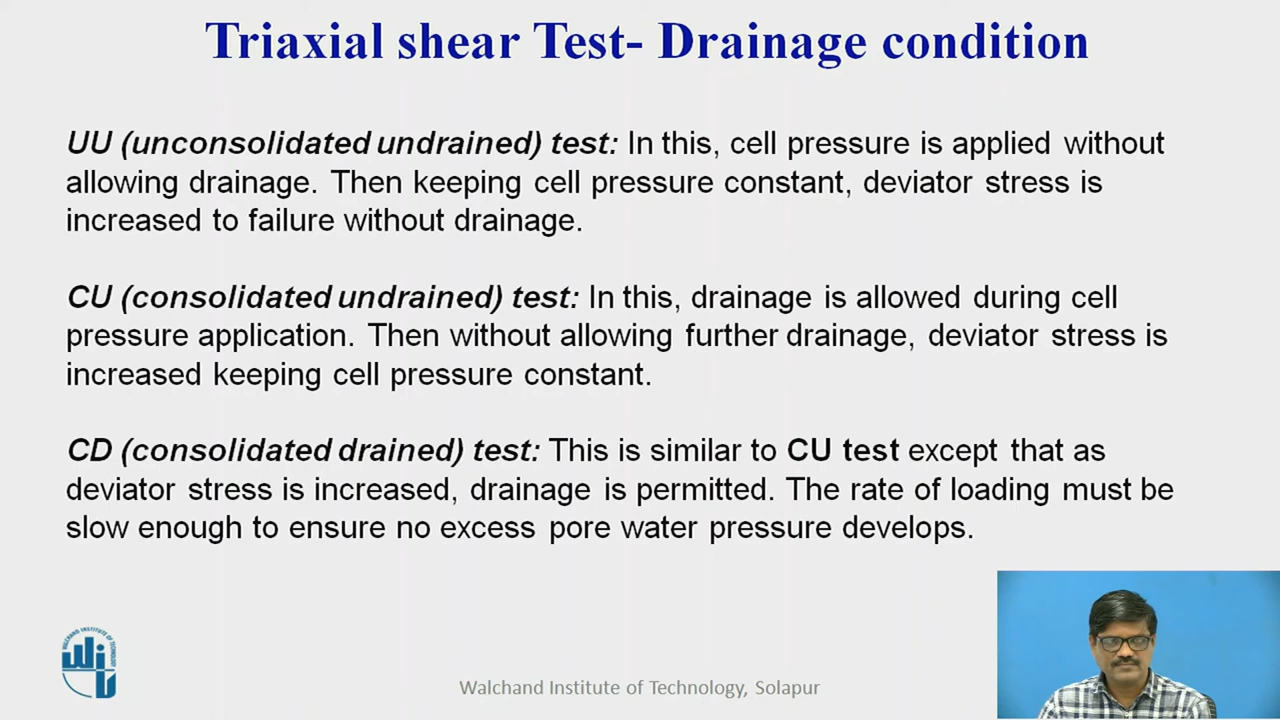 Triaxial shear Test- Drainage condition
UU (unconsolidated undrained) test: In this, cell pressure is applied without
allowing drainage. Then keeping cell pressure constant, deviator stress is
increased to failure without drainage.
CU (consolidated undrained) test: In this, drainage is allowed during cell
pressure application. Then without allowing further drainage, deviator stress is
increased keeping cell pressure constant.
CD (consolidated drained) test: This is similar to CU test except that as
deviator stress is increased, drainage is permitted. The rate of loading must be
slow enough to ensure no excess pore water pressure develops.
WALCHAND INSTITUTE OF TECHNOLOGY
WIT
Walchand Institute of Technology, Solapur